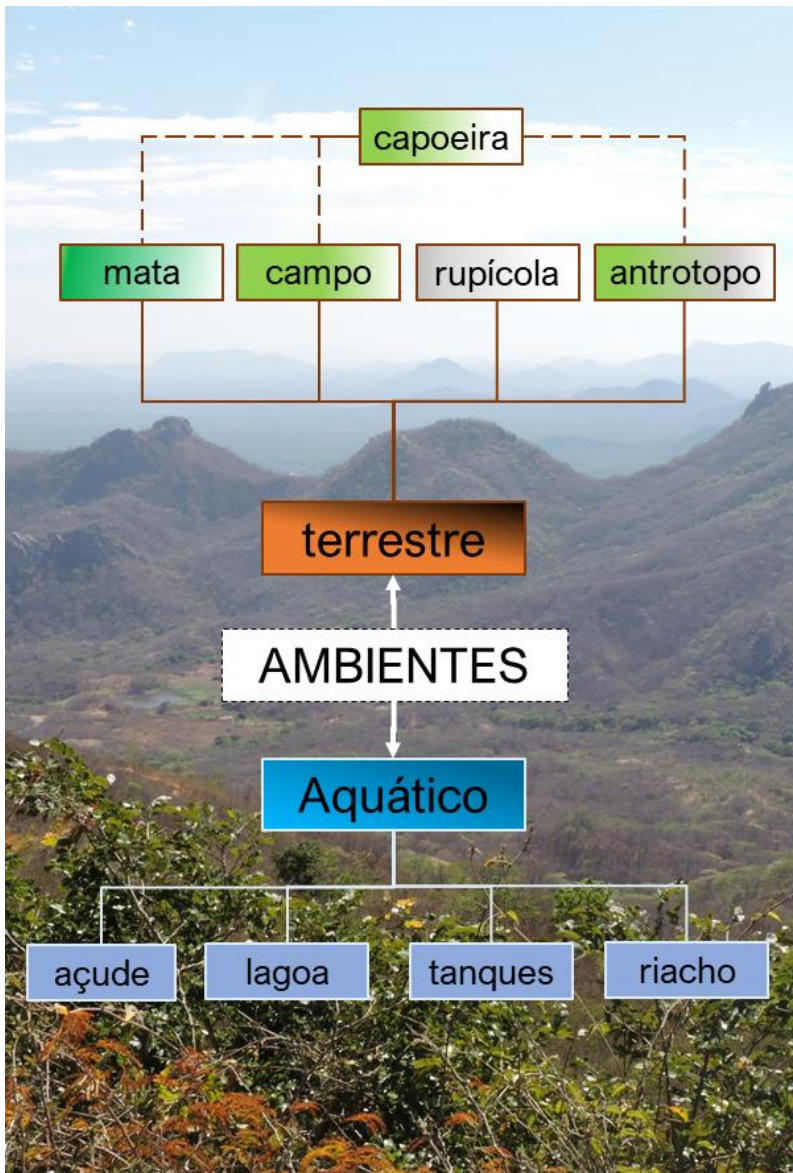 capoeira
mata campo rupícola antrotopo
terrestre
AMBIENTES
Aquático
açude lagoa tanques riacho